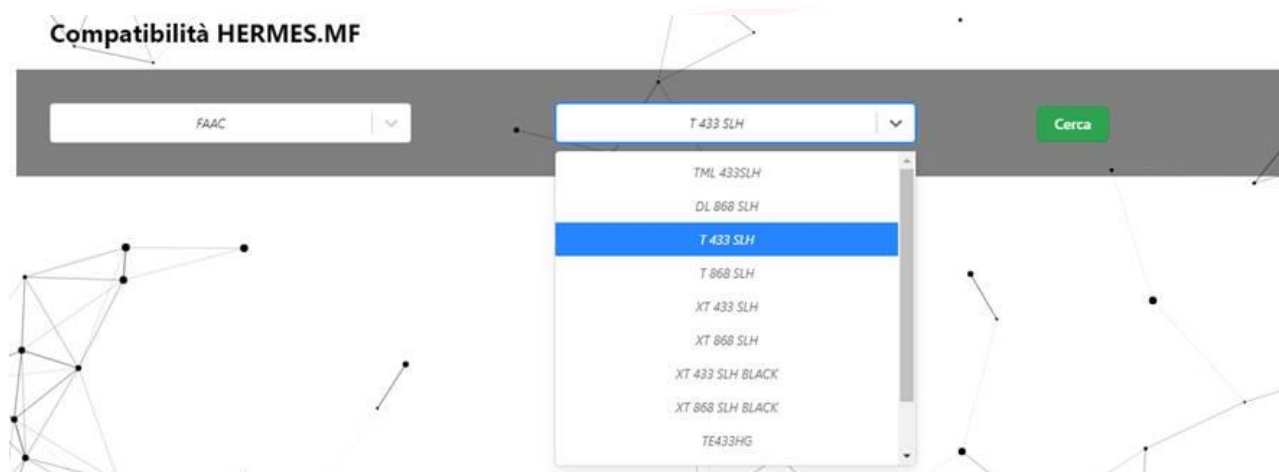 Compatibilità HERMES.MF
FAAC
T 433 SLH
Cerca
TML 433SLH
DL 868 SLH
T 433 SLH
T 868 SLH
XT 433 SLH
XT 868 SLH
XT 433 SLH BLACK
XT 868 SLH BLACK
TE433HG